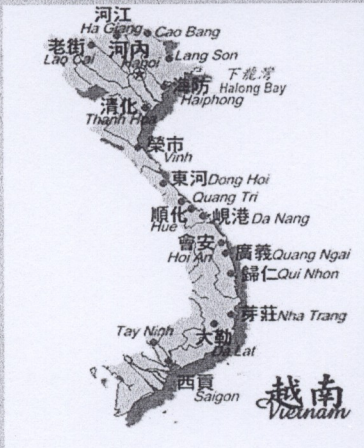 河江
Ha Giang
Cao Bang
老街
Lao Cai
河內
Hanoi
Lang Son
下龍灣
Halong Bay
海防
Haiphong
清化
Thanh Hoa
榮市
Vinh
東河 Dong Hoi
Quang Tri
順化
Hue
峴港 Da Nang
會安
Hoi An
廣義 Quang Ngai
歸仁 Qui Nhon
芽莊 Nha Trang
Tay Ninh
大勒
Da Lat
西貢
Saigon
越南
Vietnam